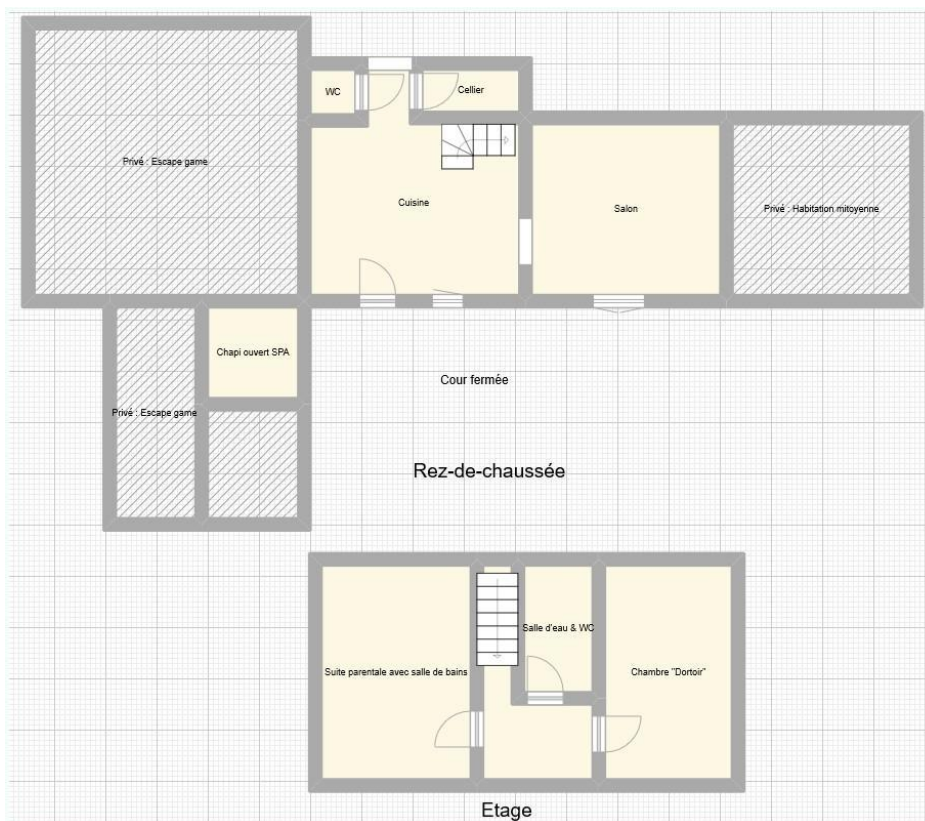 WC
Cellier
Privé : Escape game
Cuisine
Salon
Privé : Habitation mitoyenne
Chapi ouvert SPA
Cour fermée
Privé : Escape game
Rez-de-chaussée
Salle d'eau & WC
Suite parentale avec salle de bains
Chambre "Dortoir"
Etage